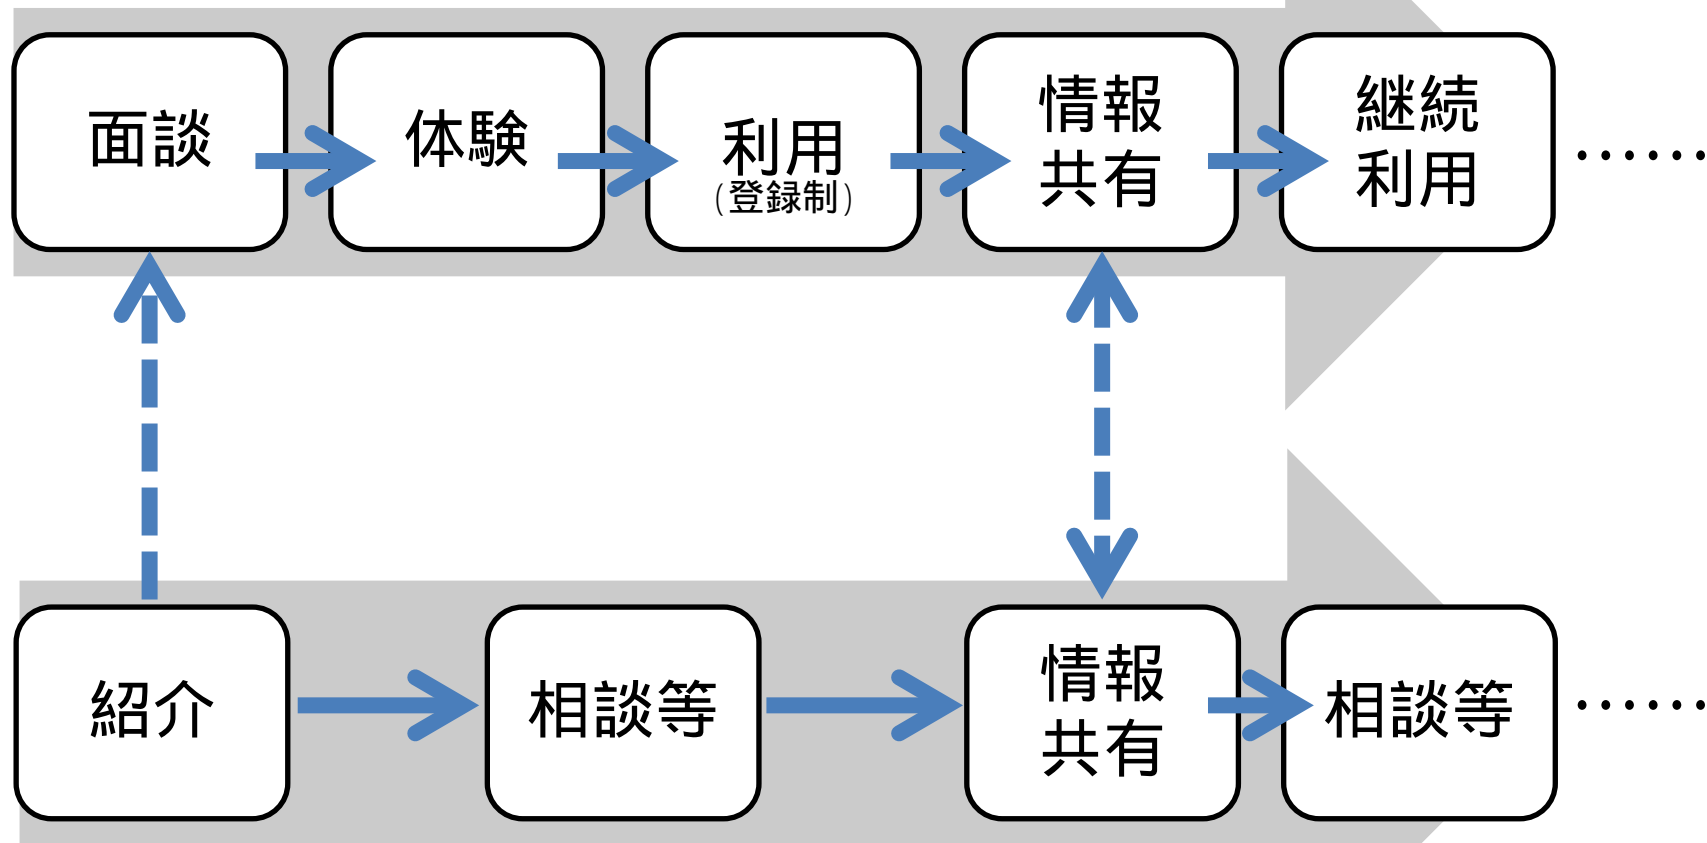 面談
体験
利用
(登録制)
情報
共有
継続
利用
……
紹介
相談等
情報
共有
相談等
……